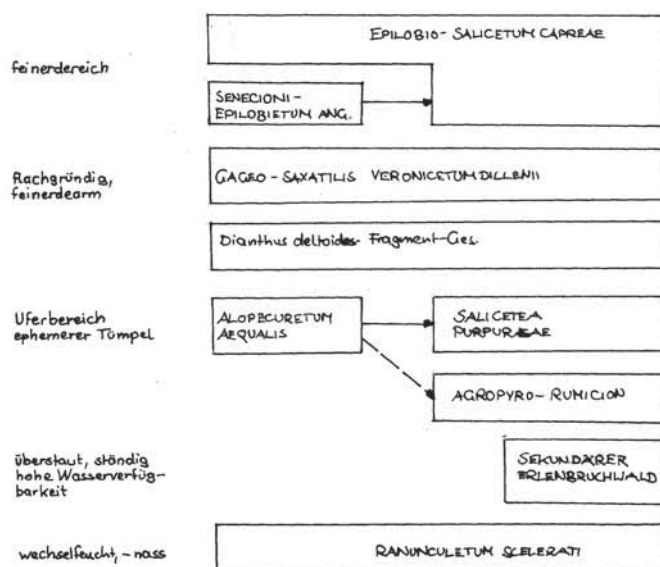 EPILOBIO-SALICETUM CAPREAE
feinerdereich
SENECIONI-
EPILOBIETUM ANG.
Flachgründig,
feinerdearm
GAGEO-SAXATILIS VERONICETUM DILLENII
Dianthus deltoides-Fragment-Ges.
Uferbereich
ephemerer Tümpel
ALOPECURETUM
AEQUALIS
SALICETEA
PURPUREAE
AGROPYRO-RUMICION
überstaut, ständig
hohe Wasserverfüg-
barkeit
SEKUNDÄRER
ERLENBRUCHWALD
wechselfeucht,-nass
RANUNCULETUM SCELERATI